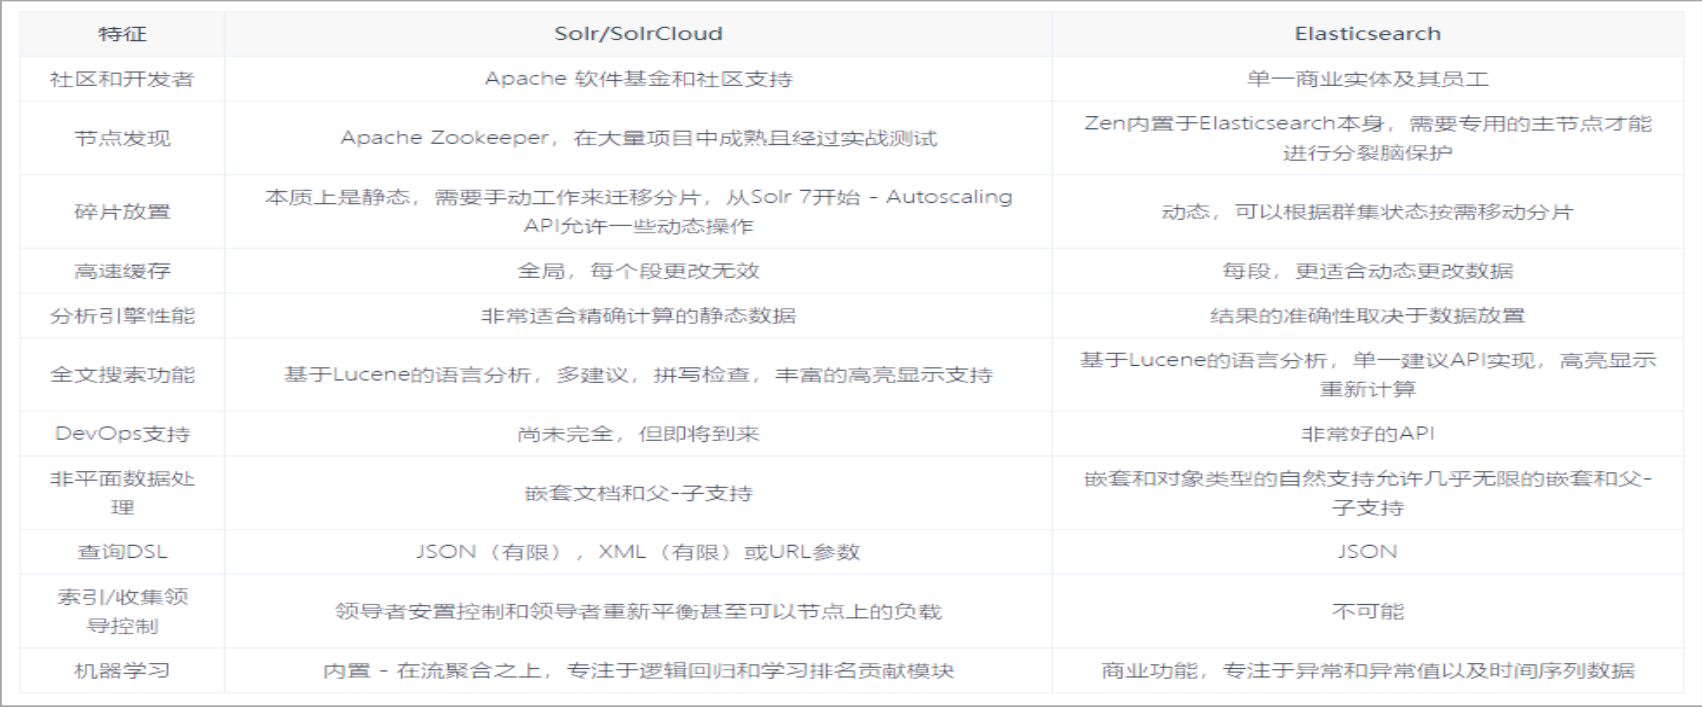 特征 Solr/SolrCloud Elasticsearch
社区和开发者 Apache 软件基金和社区支持 单一商业实体及其员工
节点发现 Apache Zookeeper，在大量项目中成熟且经过实战测试 Zen内置于Elasticsearch本身，需要专用的主节点才能
进行分裂脑保护
碎片放置 本质上是静态，需要手动工作来迁移分片，从Solr 7开始 - Autoscaling
API允许一些动态操作 动态，可以根据群集状态按需移动分片
高速缓存 全局，每个段更改无效 每段，更适合动态更改数据
分析引擎性能 非常适合精确计算的静态数据 结果的准确性取决于数据放置
全文搜索功能 基于Lucene的语言分析，多建议，拼写检查，丰富的高亮显示支持 基于Lucene的语言分析，单一建议API实现，高亮显示
重新计算
DevOps支持 尚未完全，但即将到来 非常好的API
非平面数据处
理 嵌套文档和父-子支持 嵌套和对象类型的自然支持允许几乎无限的嵌套和父-
子支持
查询DSL JSON（有限），XML（有限）或URL参数 JSON
索引/收集领
导控制 领导者安置控制和领导者重新平衡甚至可以节点上的负载 不可能
机器学习 内置 - 在流聚合之上，专注于逻辑回归和学习排名贡献模块 商业功能，专注于异常和异常值以及时间序列数据